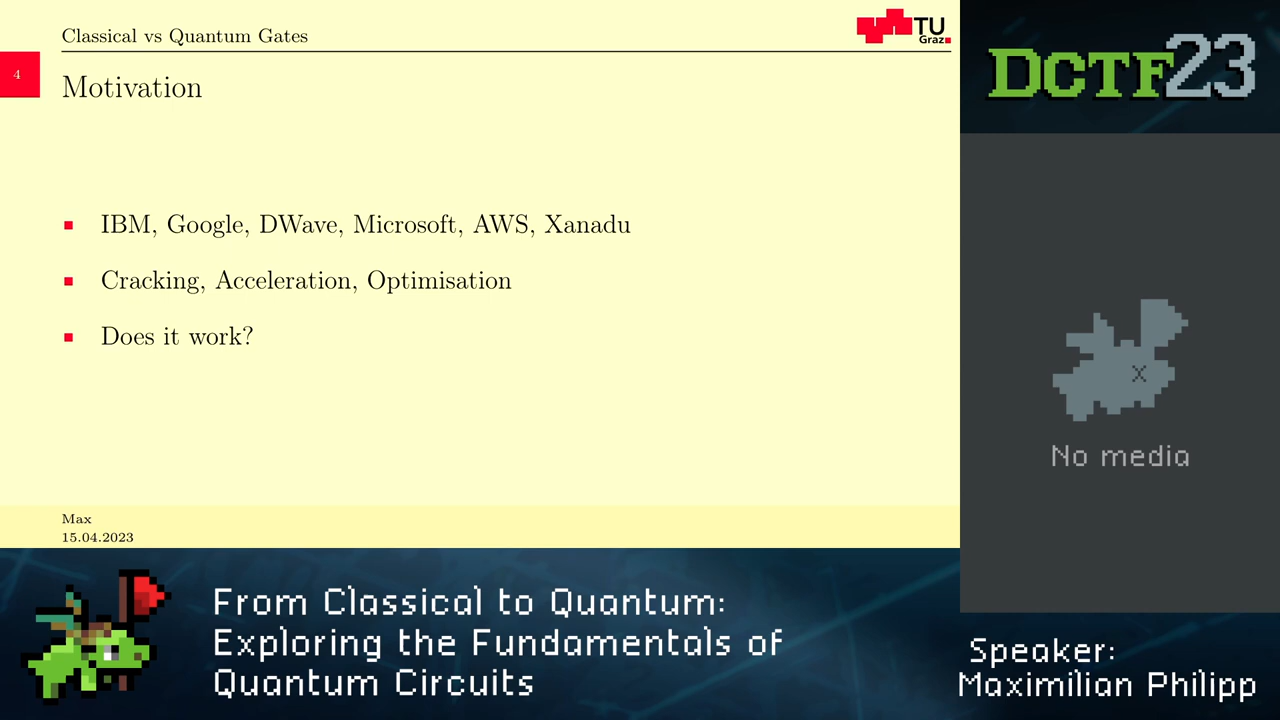 Classical vs Quantum Gates
TU
Graz
4
Motivation
IBM, Google, DWave, Microsoft, AWS, Xanadu
Cracking, Acceleration, Optimisation
Does it work?
Max
15.04.2023
DCTF23
No media
From Classical to Quantum:
Exploring the Fundamentals of
Quantum Circuits
Speaker:
Maximilian Philipp